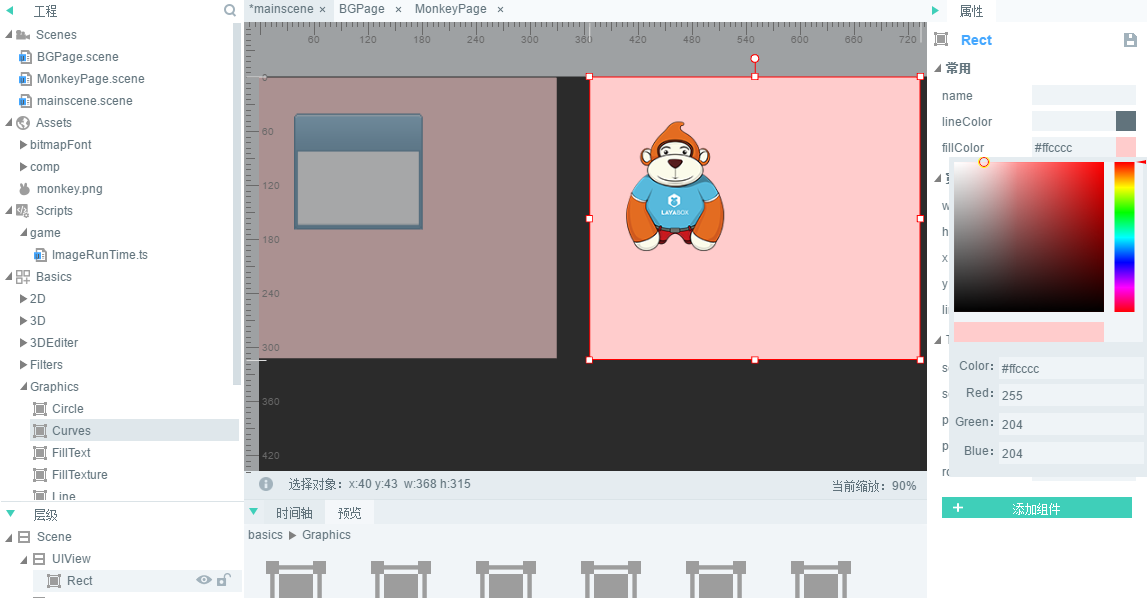 工程
Scenes
BGPage.scene
MonkeyPage.scene
mainscene.scene
Assets
bitmapFont
comp
monkey.png
Scripts
game
ImageRunTime.ts
Basics
2D
3D
3DEditer
Filters
Graphics
Circle
Curves
FillText
FillTexture
Line
层级
Scene
UIView
Rect
*mainscene × BGPage × MonkeyPage ×
60 120 180 240 300 360 420 480 540 600 660 720
0
60
120
180
240
300
360
420
LAYABOX
选择对象: x:40 y:43 w:368 h:315
当前缩放: 90%
时间轴 预览
basics ▶ Graphics
属性
Rect
常用
name
lineColor
fillColor #ffcccc
w
h
x
y
Color: #ffcccc
Red: 255
Green: 204
Blue: 204
+ 添加组件